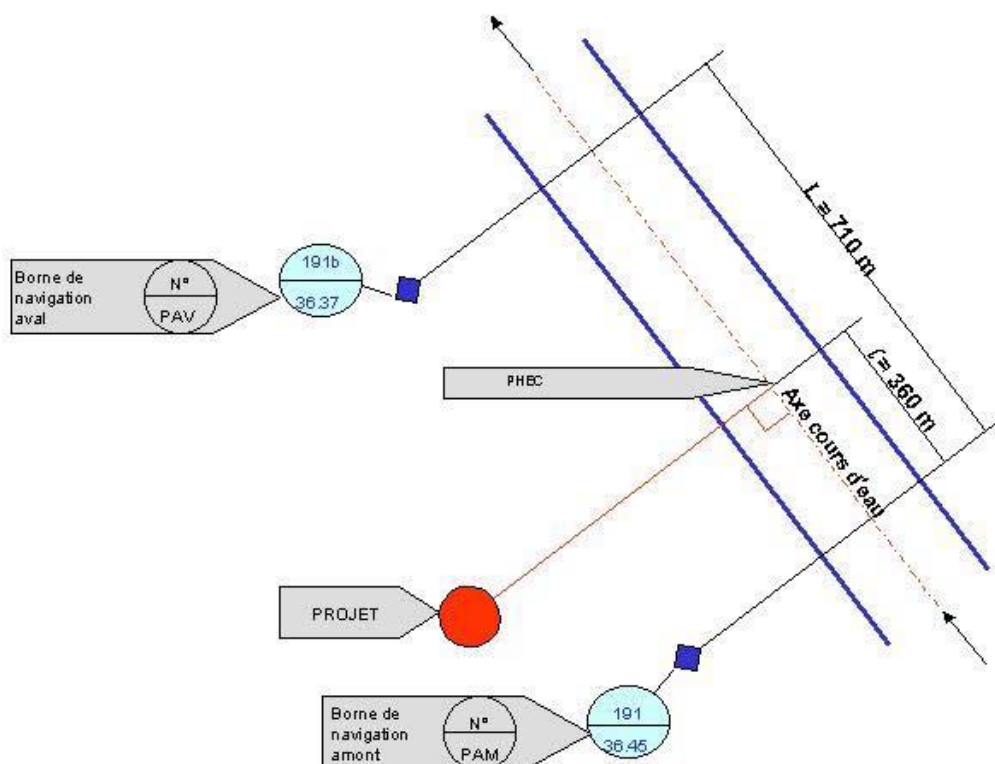 L = 710 m
191b
36.37
Borne de
navigation
aval
N°
PAV
ℓ = 360 m
PHEC
Axe cours d'eau
PROJET
191
36.45
Borne de
navigation
amont
N°
PAM